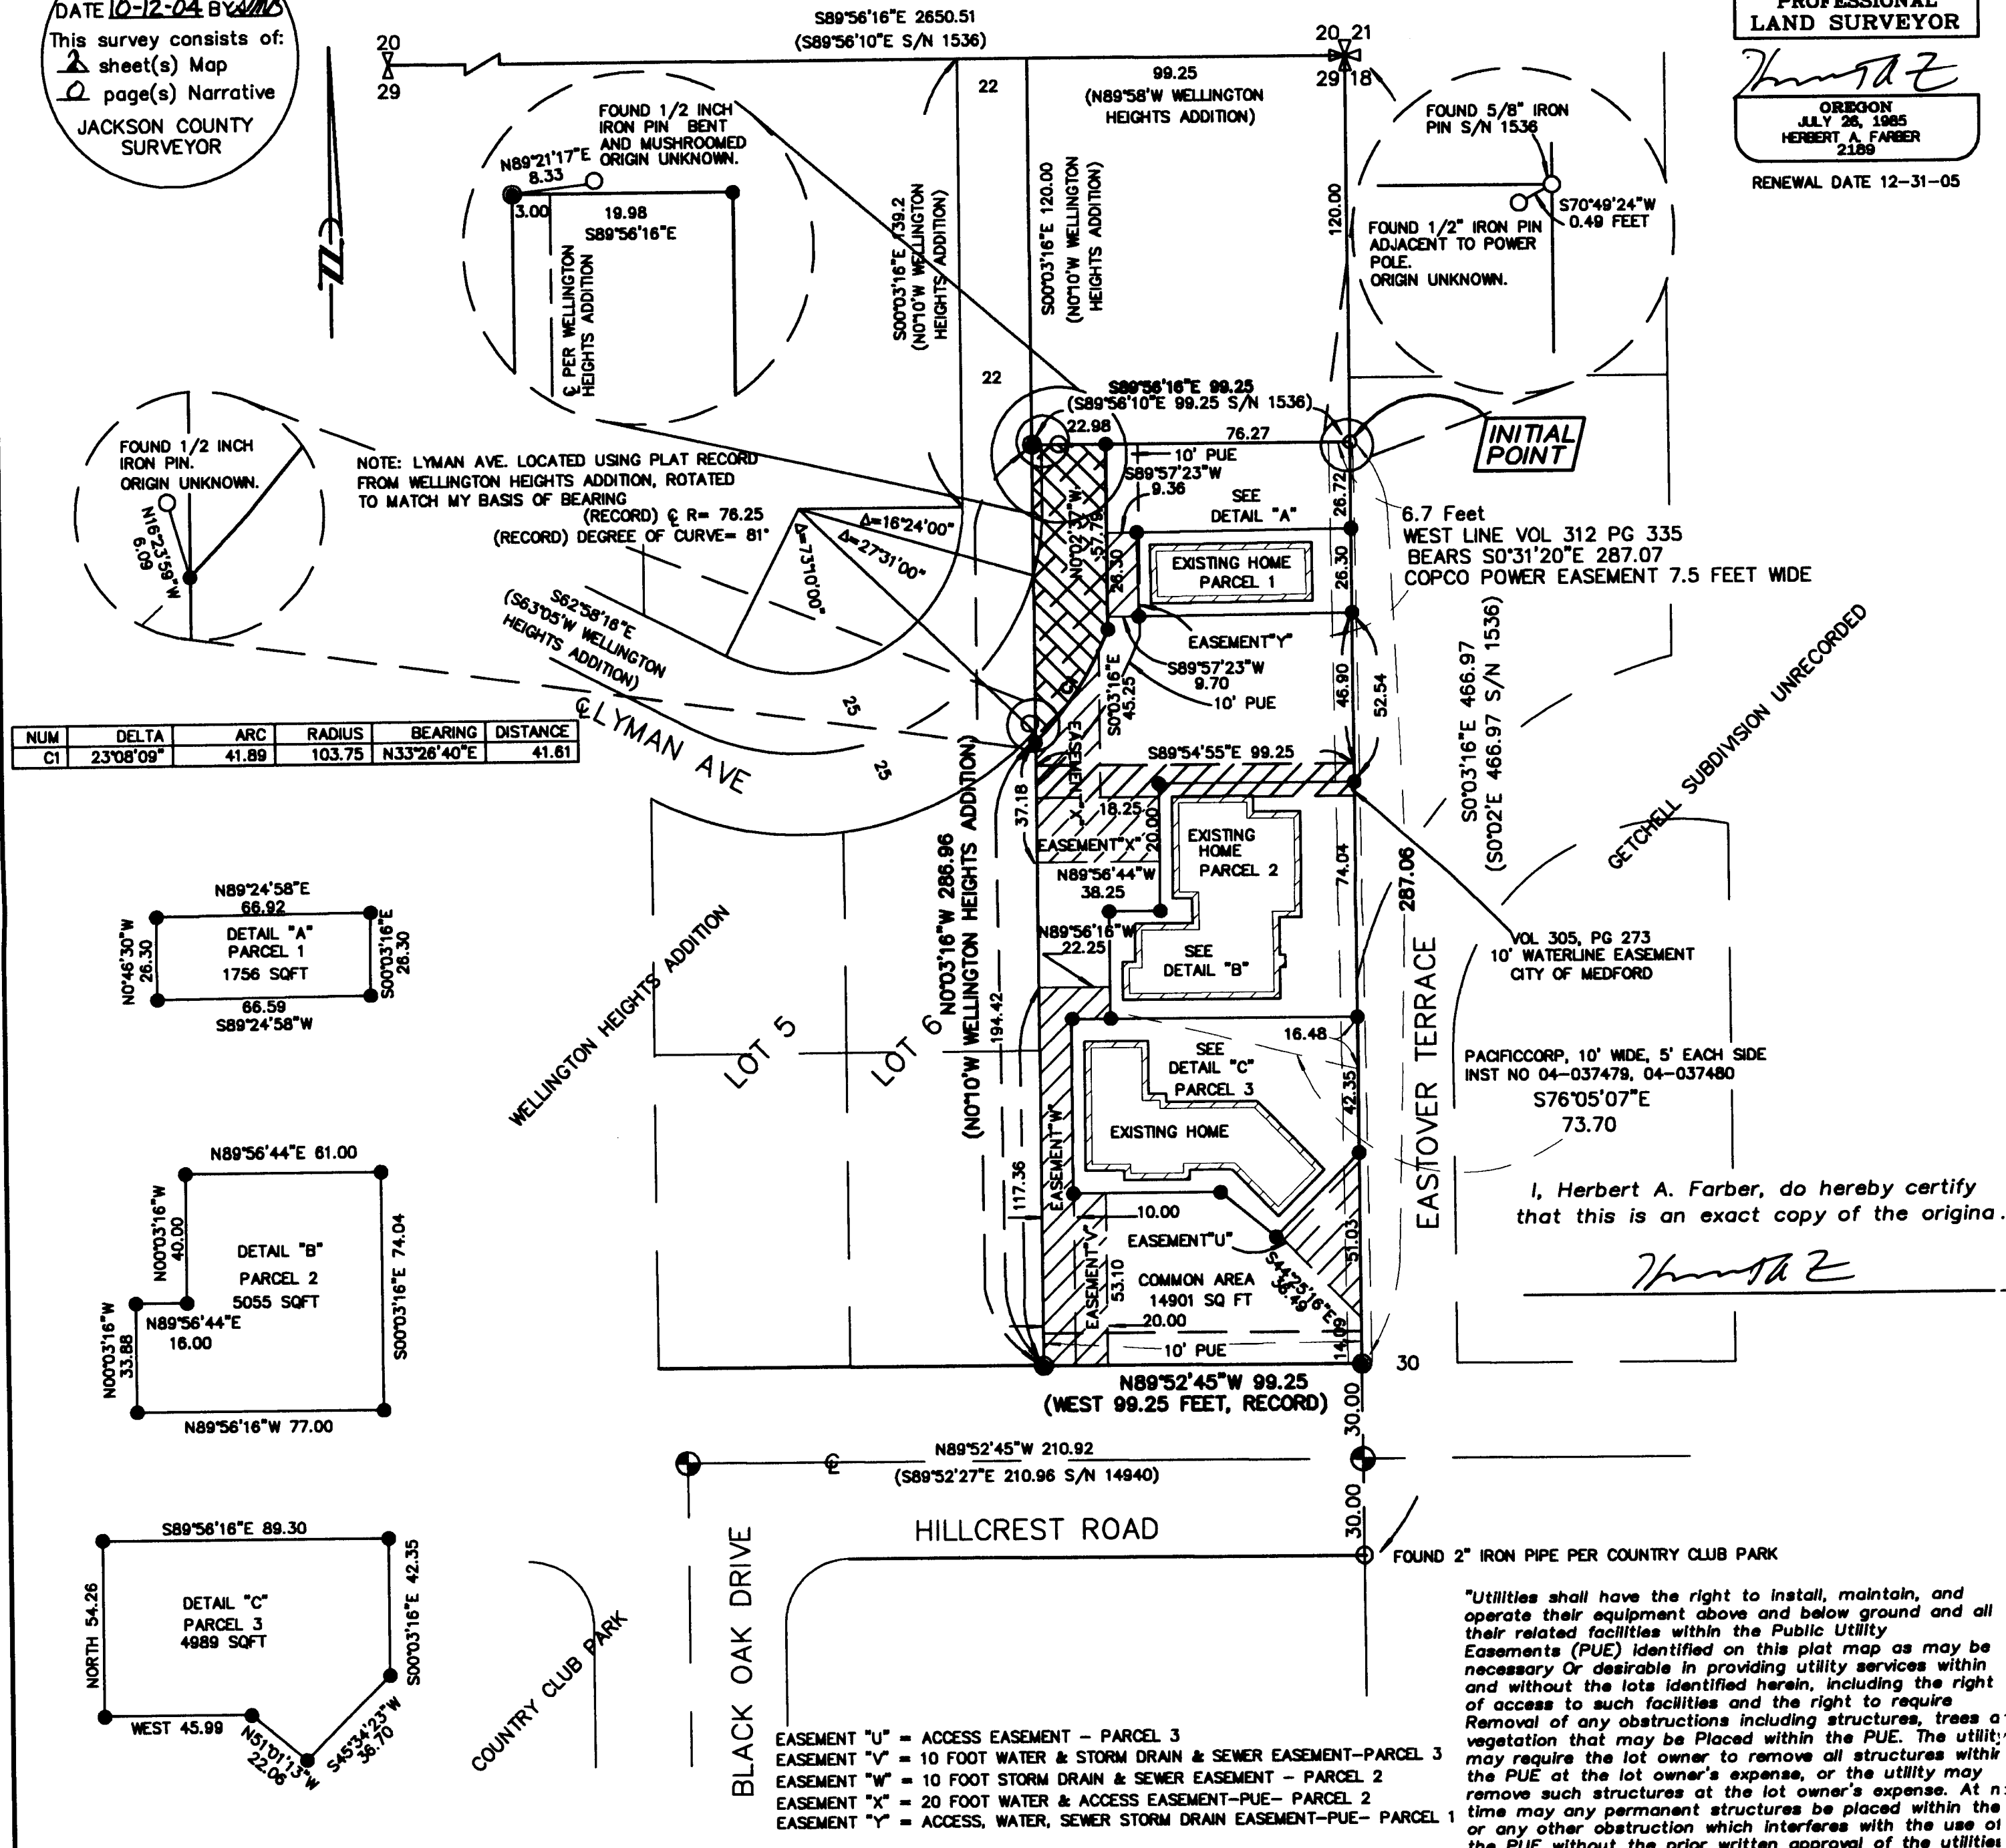 DATE 10-12-04 BY
This survey consists of:
2 sheet(s) Map
0 page(s) Narrative
JACKSON COUNTY
SURVEYOR
PROFESSIONAL
LAND SURVEYOR
OREGON
JULY 26, 1985
HERBERT A. FARBER
2189
RENEWAL DATE 12-31-05
S89°56'16"E 2650.51
(S89°56'10"E S/N 1536)
20
29
20 21
29 18
22
99.25
(N89°58'W WELLINGTON
HEIGHTS ADDITION)
FOUND 1/2 INCH
IRON PIN BENT
AND MUSHROOMED
ORIGIN UNKNOWN.
N89°21'17"E
8.33
3.00
19.98
S89°56'16"E
℄ PER WELLINGTON
HEIGHTS ADDITION
S00°03'16"E 139.2
(N0°10'W WELLINGTON
HEIGHTS ADDITION)
S00°03'16"E 120.00
(N0°10'W WELLINGTON
HEIGHTS ADDITION)
120.00
FOUND 5/8" IRON
PIN S/N 1536
S70°49'24"W
0.49 FEET
FOUND 1/2" IRON PIN
ADJACENT TO POWER
POLE.
ORIGIN UNKNOWN.
22
S89°56'16"E 99.25
(S89°56'10"E 99.25 S/N 1536)
22.98
76.27
INITIAL
POINT
FOUND 1/2 INCH
IRON PIN.
ORIGIN UNKNOWN.
N16°23'59"W
6.09
NOTE: LYMAN AVE. LOCATED USING PLAT RECORD
FROM WELLINGTON HEIGHTS ADDITION, ROTATED
TO MATCH MY BASIS OF BEARING
(RECORD) ℄ R= 76.25
(RECORD) DEGREE OF CURVE= 81°
Δ=16°24'00"
Δ=27°31'00"
Δ=73°10'00"
S62°58'16"E
(S63°05'W WELLINGTON
HEIGHTS ADDITION)
10' PUE
S89°57'23"W
9.36
SEE
DETAIL "A"
26.72
N0°02'37"W
57.79
26.30
EXISTING HOME
PARCEL 1
26.30
EASEMENT"Y"
S89°57'23"W
9.70
10' PUE
S0°03'16"E
45.25
C1
46.90
52.54
6.7 Feet
WEST LINE VOL 312 PG 335
BEARS S0°31'20"E 287.07
COPCO POWER EASEMENT 7.5 FEET WIDE
S0°03'16"E 466.97
(S0°02'E 466.97 S/N 1536)
GETCHELL SUBDIVISION UNRECORDED
NUM DELTA ARC RADIUS BEARING DISTANCE
C1 23°08'09" 41.89 103.75 N33°26'40"E 41.61
℄ LYMAN AVE
25
25
S89°54'55"E 99.25
EASEMENT "X"
37.18
18.25
20.00
EASEMENT"X"
EXISTING
HOME
PARCEL 2
N89°56'44"W
38.25
74.04
287.06
N89°56'16"W
22.25
SEE
DETAIL "B"
VOL 305, PG 273
10' WATERLINE EASEMENT
CITY OF MEDFORD
N0°03'16"W 286.96
(N0°10'W WELLINGTON HEIGHTS ADDITION)
194.42
WELLINGTON HEIGHTS ADDITION
LOT 5
LOT 6
N89°24'58"E
66.92
N0°46'30"W
26.30
DETAIL "A"
PARCEL 1
1756 SQFT
S00°03'16"E
26.30
66.59
S89°24'58"W
16.48
SEE
DETAIL "C"
PARCEL 3
EXISTING HOME
42.35
EASTOVER TERRACE
PACIFICCORP, 10' WIDE, 5' EACH SIDE
INST NO 04-037479, 04-037480
S76°05'07"E
73.70
N89°56'44"E 61.00
N00°03'16"W
40.00
DETAIL "B"
PARCEL 2
5055 SQFT
S00°03'16"E 74.04
N89°56'44"E
16.00
N00°03'16"W
33.88
N89°56'16"W 77.00
EASEMENT"W"
117.36
10.00
EASEMENT"U"
EASEMENT"V"
53.10
COMMON AREA
14901 SQ FT
S44°25'16"E
36.49
51.03
20.00
10' PUE
14.09
30
I, Herbert A. Farber, do hereby certify
that this is an exact copy of the origina.
N89°52'45"W 99.25
(WEST 99.25 FEET, RECORD)
30.00
N89°52'45"W 210.92
℄
(S89°52'27"E 210.96 S/N 14940)
30.00
HILLCREST ROAD
FOUND 2" IRON PIPE PER COUNTRY CLUB PARK
BLACK OAK DRIVE
COUNTRY CLUB PARK
S89°56'16"E 89.30
NORTH 54.26
DETAIL "C"
PARCEL 3
4989 SQFT
S00°03'16"E 42.35
WEST 45.99
N51°01'13"W
22.06
S45°34'23"W
36.70
EASEMENT "U" = ACCESS EASEMENT - PARCEL 3
EASEMENT "V" = 10 FOOT WATER & STORM DRAIN & SEWER EASEMENT-PARCEL 3
EASEMENT "W" = 10 FOOT STORM DRAIN & SEWER EASEMENT - PARCEL 2
EASEMENT "X" = 20 FOOT WATER & ACCESS EASEMENT-PUE- PARCEL 2
EASEMENT "Y" = ACCESS, WATER, SEWER STORM DRAIN EASEMENT-PUE- PARCEL 1
"Utilities shall have the right to install, maintain, and
operate their equipment above and below ground and all
their related facilities within the Public Utility
Easements (PUE) identified on this plat map as may be
necessary Or desirable in providing utility services within
and without the lots identified herein, including the right
of access to such facilities and the right to require
Removal of any obstructions including structures, trees a
vegetation that may be Placed within the PUE. The utility
may require the lot owner to remove all structures within
the PUE at the lot owner's expense, or the utility may
remove such structures at the lot owner's expense. At n
time may any permanent structures be placed within the
or any other obstruction which interferes with the use of
the PUE without the prior written approval of the utilities